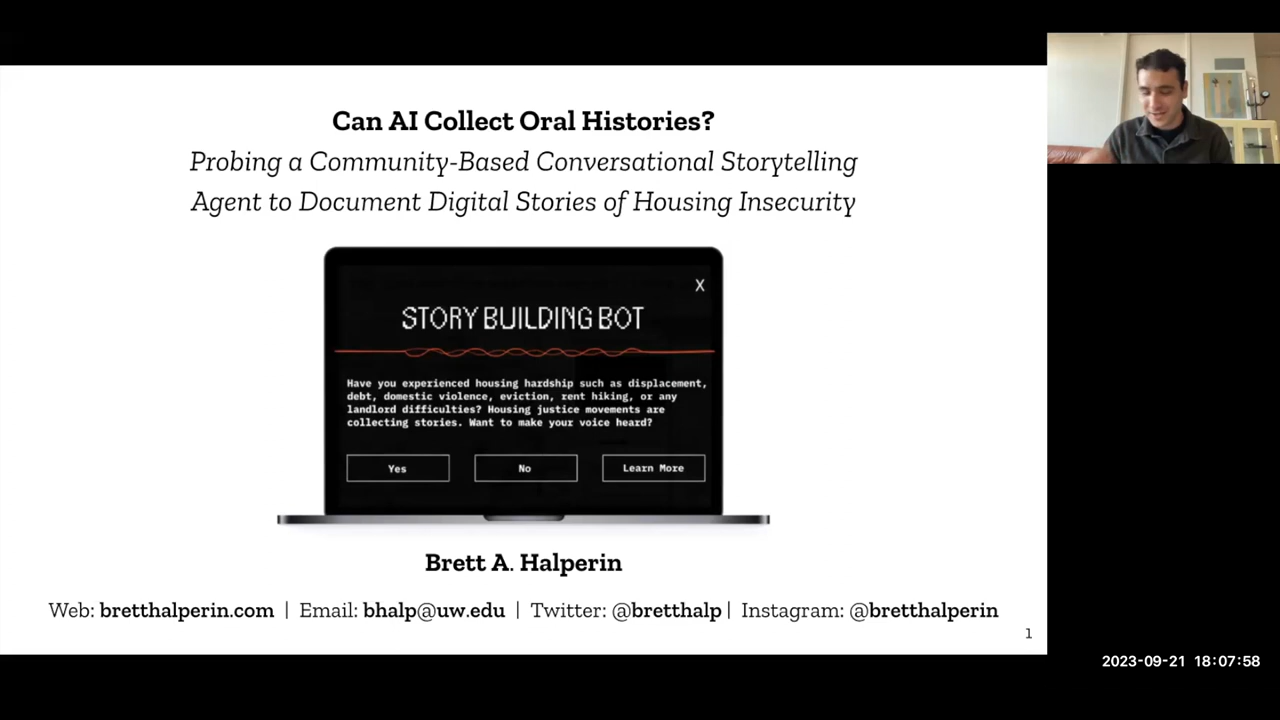 Can AI Collect Oral Histories?
Probing a Community-Based Conversational Storytelling
Agent to Document Digital Stories of Housing Insecurity
X
STORY BUILDING BOT
Have you experienced housing hardship such as displacement,
debt, domestic violence, eviction, rent hiking, or any
landlord difficulties? Housing justice movements are
collecting stories. Want to make your voice heard?
Yes No Learn More
Brett A. Halperin
Web: bretthalperin.com | Email: bhalp@uw.edu | Twitter: @bretthalp | Instagram: @bretthalperin
1
2023-09-21 18:07:58